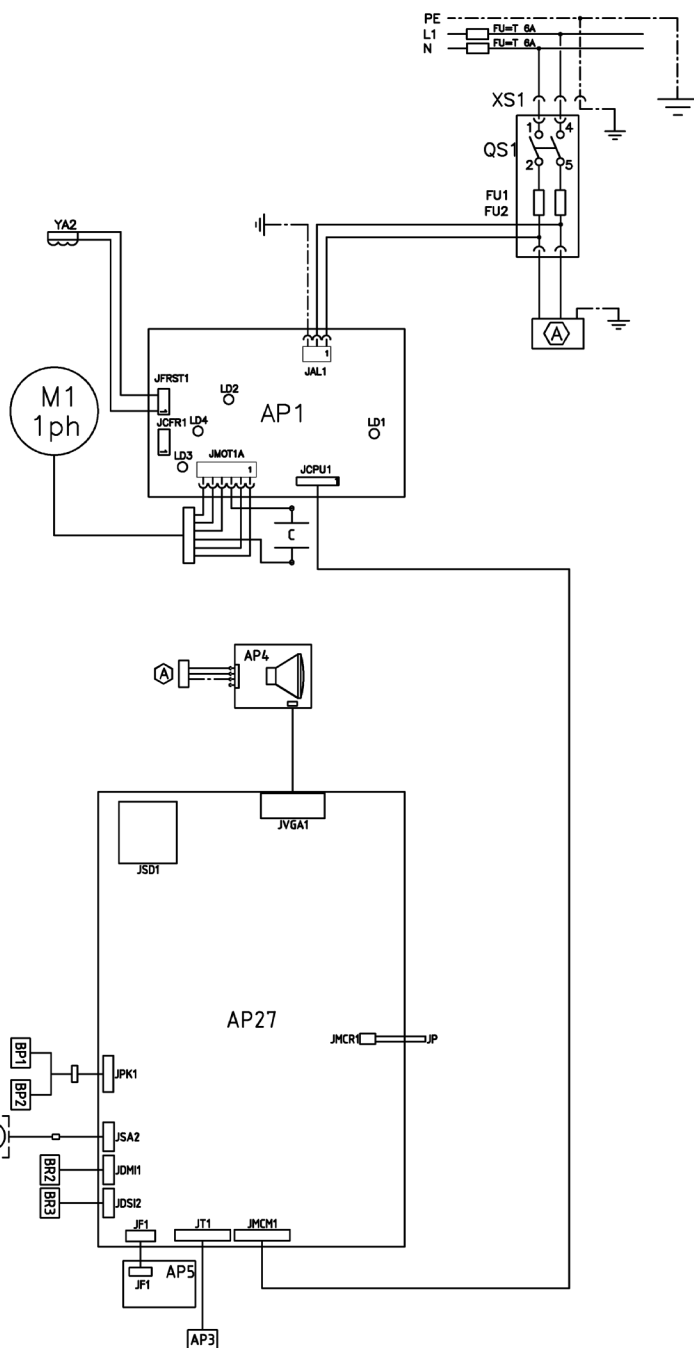 PE
L1
FU=T 6A
N
FU=T 6A
XS1
1
4
QS1
2
5
FU1
FU2
YA2
A
1
JAL1
JFRST1
LD2
M1
1ph
AP1
JCFR1
LD4
LD1
1
JMOT1A
LD3
1
1
JCPU1
C
AP4
A
JVGA1
JSD1
AP27
JMCR1
JP
BP1
JPK1
BP2
JSA2
BR2
JDMI1
BR3
JDSI2
JF1
JT1
JMCM1
JF1
AP5
AP3